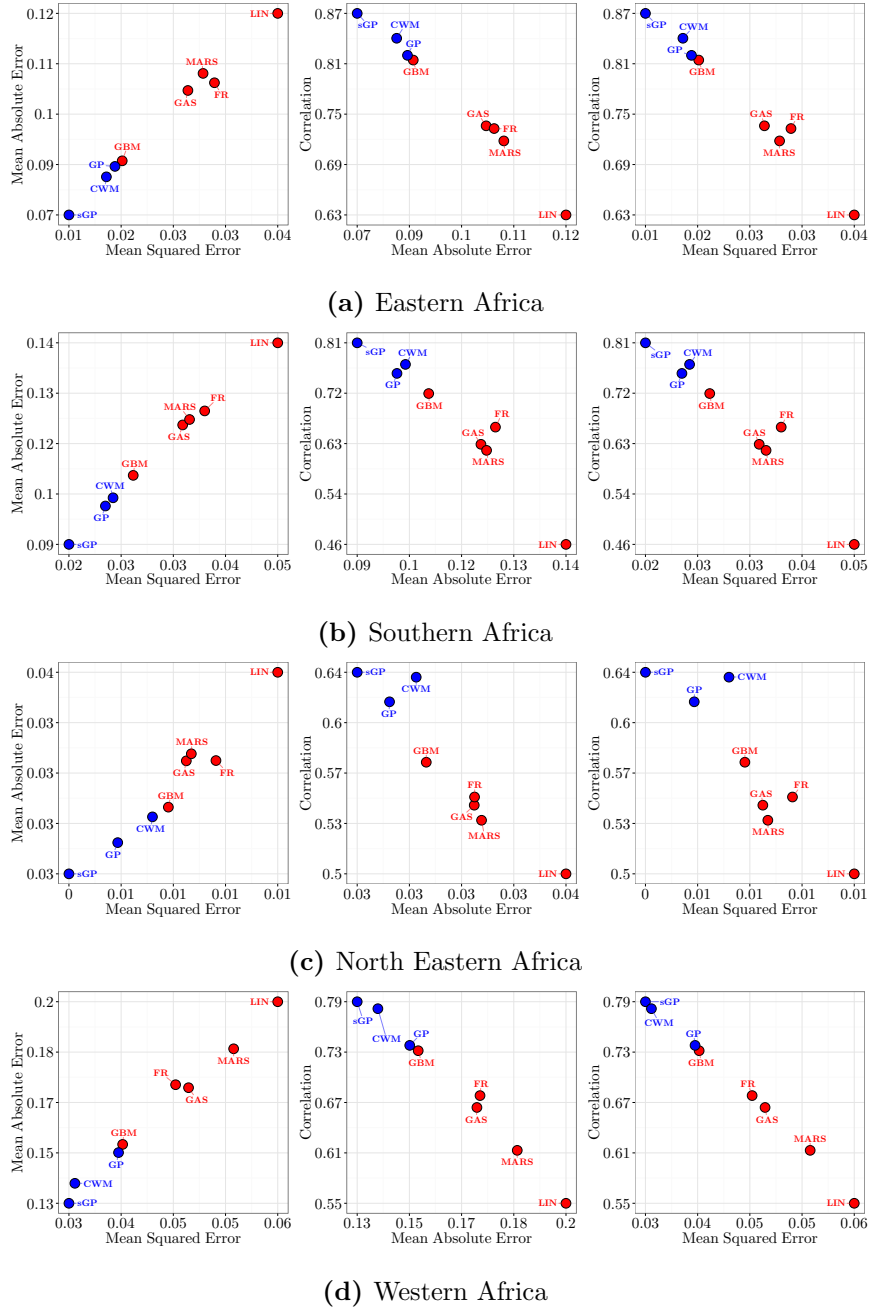 0.12
0.11
0.1
0.09
0.07
Mean Absolute Error
LIN
MARS
FR
GAS
GBM
GP
CWM
sGP
0.01 0.02 0.03 0.03 0.04
Mean Squared Error
0.87
0.81
0.75
0.69
0.63
Correlation
sGP
CWM
GP
GBM
GAS
FR
MARS
LIN
0.07 0.09 0.1 0.11 0.12
Mean Absolute Error
0.87
0.81
0.75
0.69
0.63
Correlation
sGP
CWM
GP
GBM
GAS
FR
MARS
LIN
0.01 0.02 0.03 0.03 0.04
Mean Squared Error
(a) Eastern Africa
0.14
0.13
0.12
0.1
0.09
Mean Absolute Error
LIN
FR
MARS
GAS
GBM
CWM
GP
sGP
0.02 0.03 0.03 0.04 0.05
Mean Squared Error
0.81
0.72
0.63
0.54
0.46
Correlation
sGP
CWM
GP
GBM
FR
GAS
MARS
LIN
0.09 0.1 0.12 0.13 0.14
Mean Absolute Error
0.81
0.72
0.63
0.54
0.46
Correlation
sGP
CWM
GP
GBM
FR
GAS
MARS
LIN
0.02 0.03 0.03 0.04 0.05
Mean Squared Error
(b) Southern Africa
0.04
0.03
0.03
0.03
0.03
Mean Absolute Error
LIN
MARS
GAS
FR
GBM
CWM
GP
sGP
0 0.01 0.01 0.01 0.01
Mean Squared Error
0.64
0.6
0.57
0.53
0.5
Correlation
sGP
CWM
GP
GBM
FR
GAS
MARS
LIN
0.03 0.03 0.03 0.03 0.04
Mean Absolute Error
0.64
0.6
0.57
0.53
0.5
Correlation
sGP
CWM
GP
GBM
FR
GAS
MARS
LIN
0 0.01 0.01 0.01 0.01
Mean Squared Error
(c) North Eastern Africa
0.2
0.18
0.17
0.15
0.13
Mean Absolute Error
LIN
MARS
FR
GAS
GBM
GP
CWM
sGP
0.03 0.04 0.05 0.05 0.06
Mean Squared Error
0.79
0.73
0.67
0.61
0.55
Correlation
sGP
CWM
GP
GBM
FR
GAS
MARS
LIN
0.13 0.15 0.17 0.18 0.2
Mean Absolute Error
0.79
0.73
0.67
0.61
0.55
Correlation
sGP
CWM
GP
GBM
FR
GAS
MARS
LIN
0.03 0.04 0.05 0.05 0.06
Mean Squared Error
(d) Western Africa